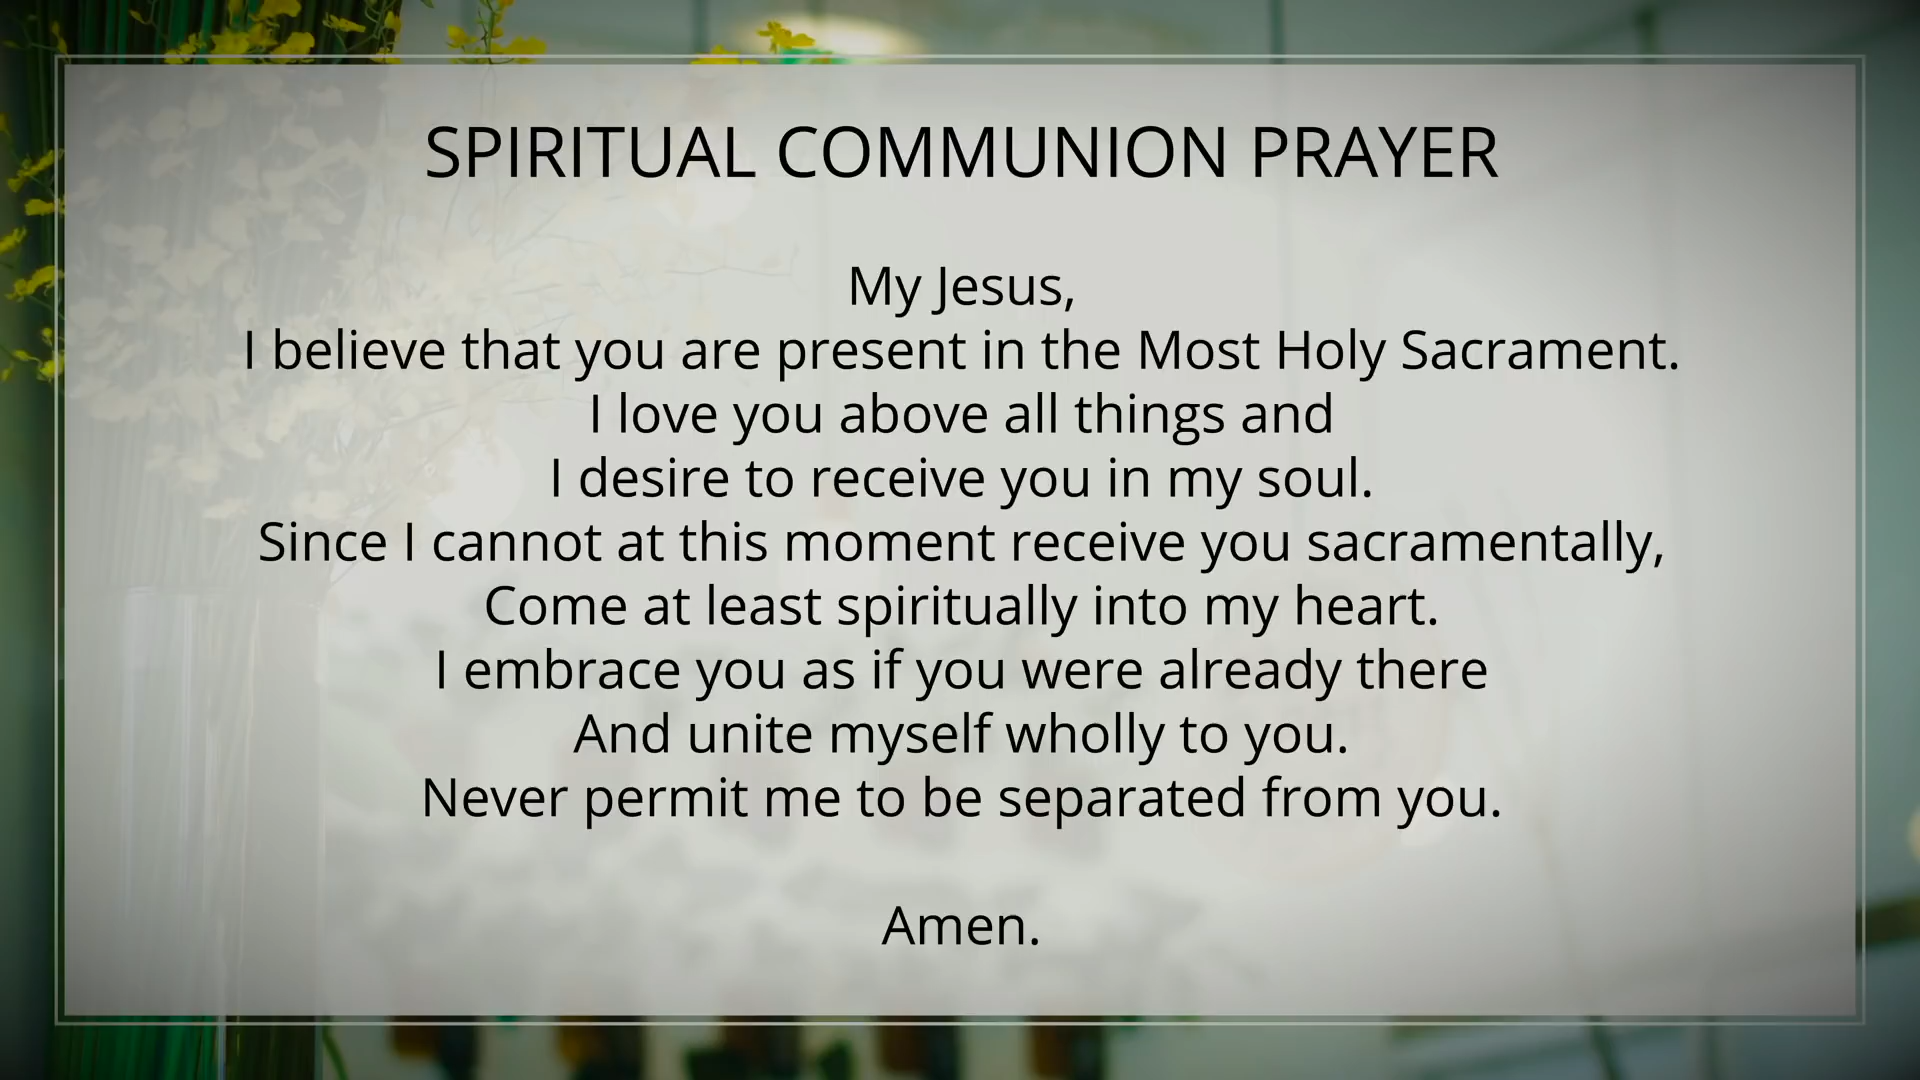 SPIRITUAL COMMUNION PRAYER
My Jesus,
I believe that you are present in the Most Holy Sacrament.
I love you above all things and
I desire to receive you in my soul.
Since I cannot at this moment receive you sacramentally,
Come at least spiritually into my heart.
I embrace you as if you were already there
And unite myself wholly to you.
Never permit me to be separated from you.
Amen.